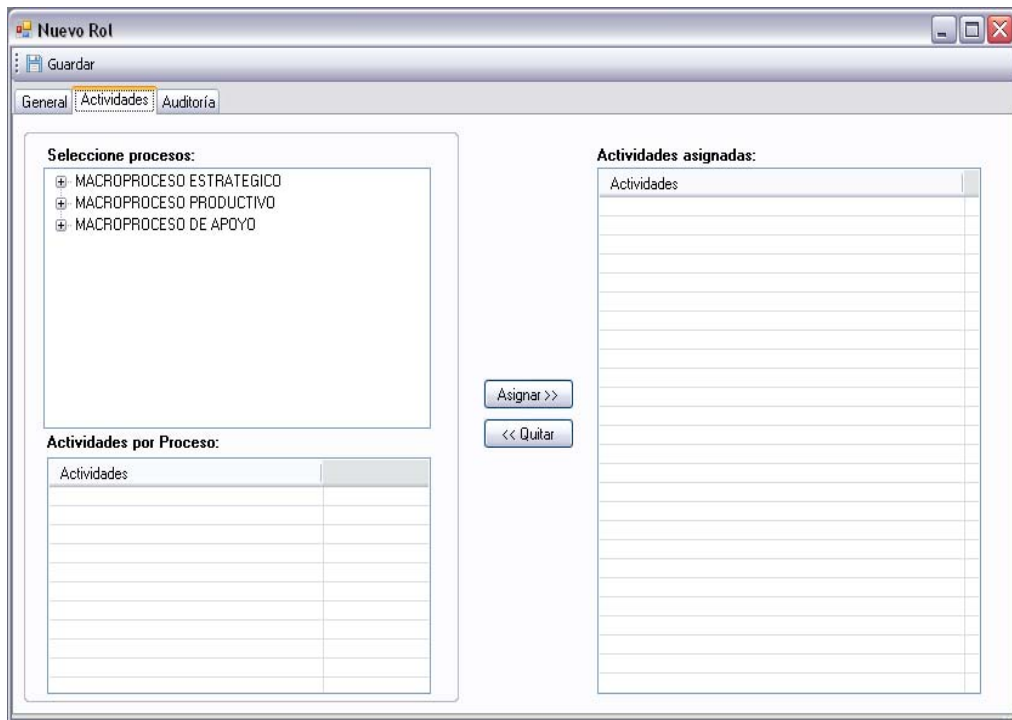 Nuevo Rol
Guardar
General Actividades Auditoría
Seleccione procesos:
MACROPROCESO ESTRATEGICO
MACROPROCESO PRODUCTIVO
MACROPROCESO DE APOYO
Actividades por Proceso:
Actividades
Asignar >>
<< Quitar
Actividades asignadas:
Actividades